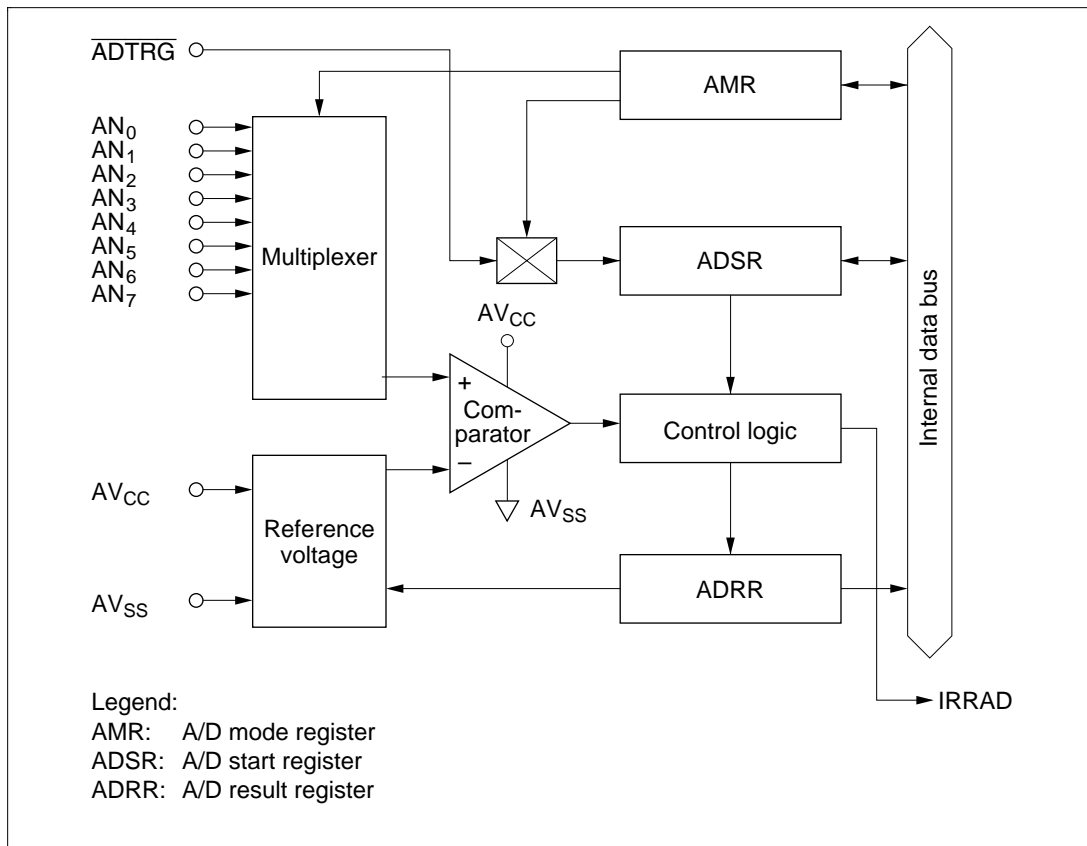 ADTRG
AMR
AN0
AN1
AN2
AN3
AN4
AN5
AN6
AN7
Multiplexer
ADSR
Internal data bus
AVCC
+
Com-
parator
−
Control logic
AVCC
AVSS
Reference
voltage
ADRR
AVSS
IRRAD
Legend:
AMR: A/D mode register
ADSR: A/D start register
ADRR: A/D result register